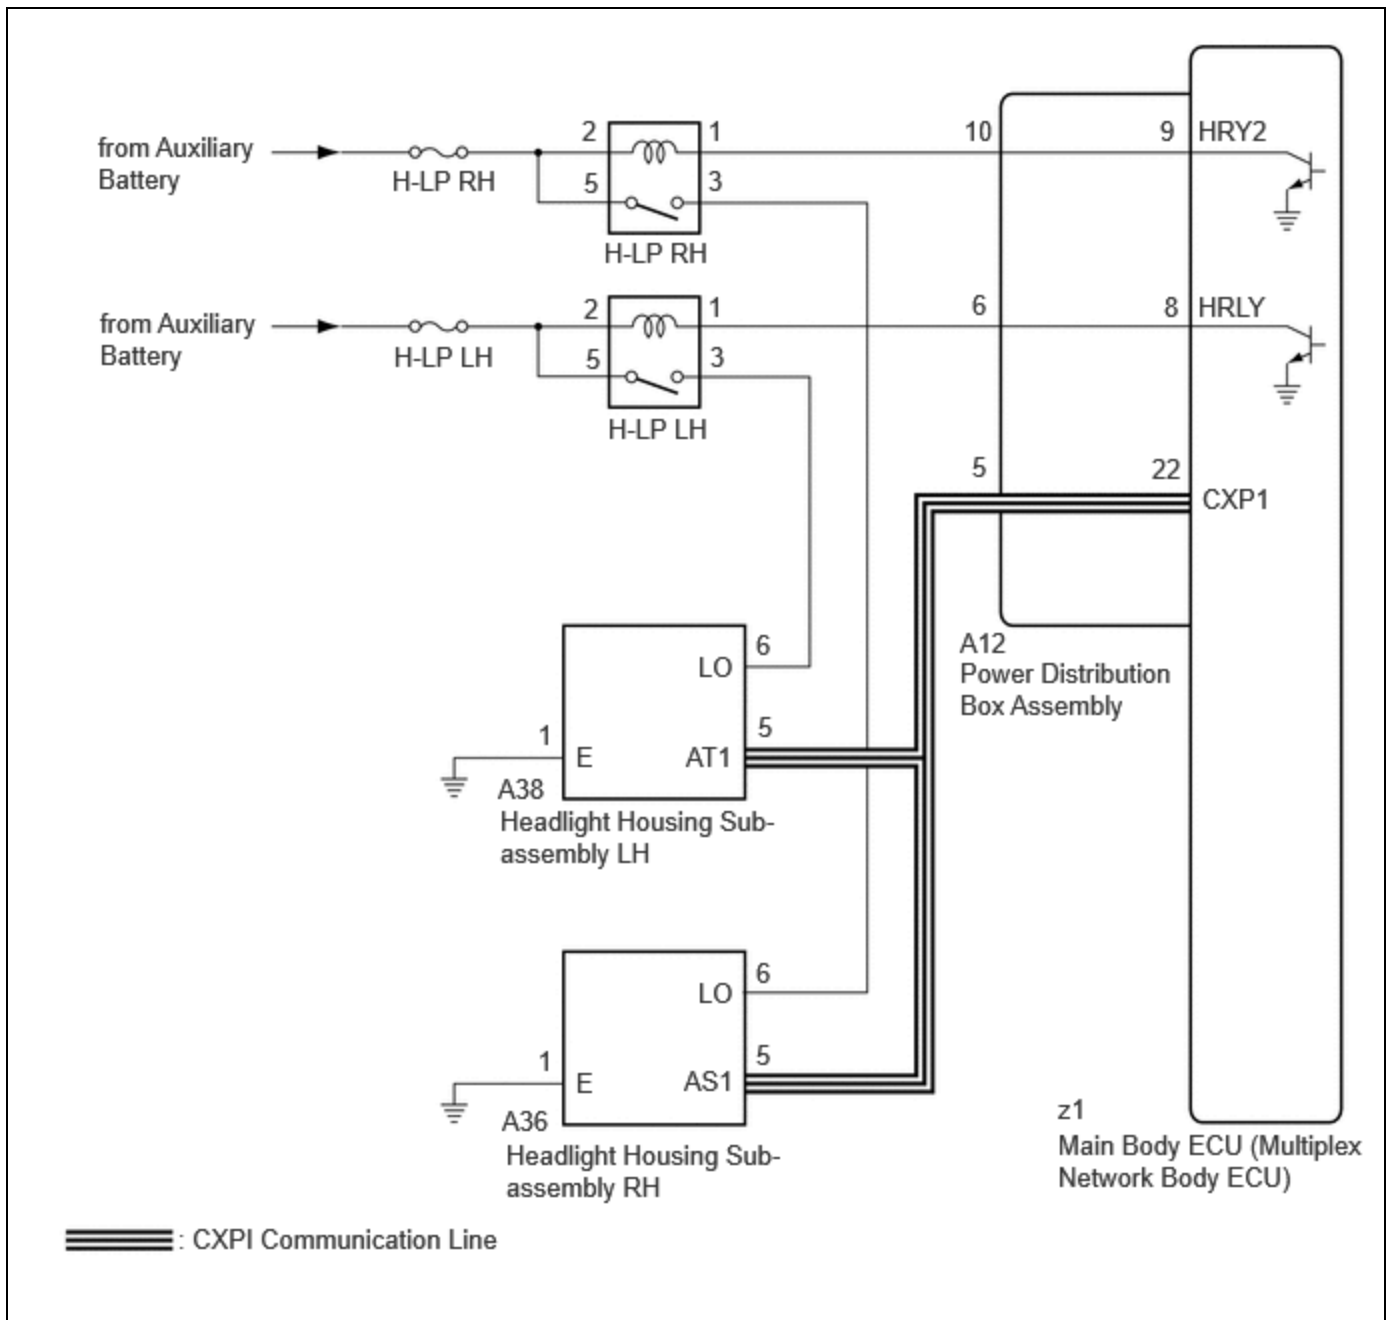 from Auxiliary
Battery
H-LP RH
2
1
5
3
H-LP RH
10
9
HRY2
from Auxiliary
Battery
H-LP LH
2
1
5
3
H-LP LH
6
8
HRLY
5
22
CXP1
A12
Power Distribution
Box Assembly
LO
6
5
1
E
AT1
A38
Headlight Housing Sub-
assembly LH
LO
6
5
1
E
AS1
A36
Headlight Housing Sub-
assembly RH
z1
Main Body ECU (Multiplex
Network Body ECU)
: CXPI Communication Line